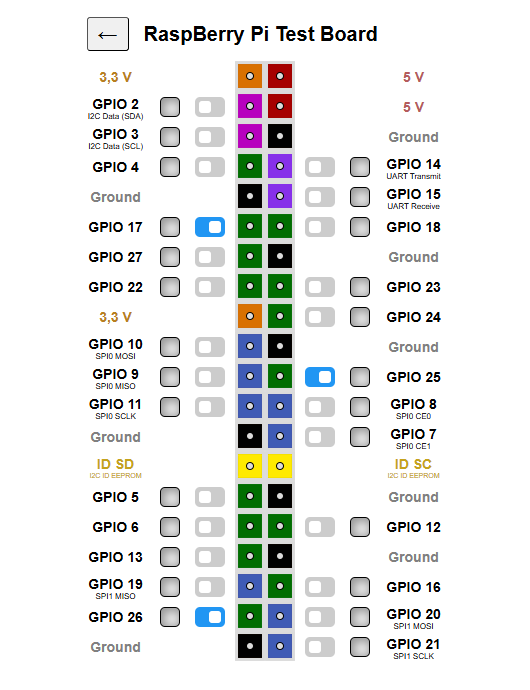 ←
RaspBerry Pi Test Board
3,3 V
5 V
GPIO 2
I2C Data (SDA)
5 V
GPIO 3
I2C Data (SCL)
Ground
GPIO 4
GPIO 14
UART Transmit
Ground
GPIO 15
UART Receive
GPIO 17
GPIO 18
GPIO 27
Ground
GPIO 22
GPIO 23
3,3 V
GPIO 24
GPIO 10
SPI0 MOSI
Ground
GPIO 9
SPI0 MISO
GPIO 25
GPIO 11
SPI0 SCLK
GPIO 8
SPI0 CE0
Ground
GPIO 7
SPI0 CE1
ID SD
I2C ID EEPROM
ID SC
I2C ID EEPROM
GPIO 5
Ground
GPIO 6
GPIO 12
GPIO 13
Ground
GPIO 19
SPI1 MISO
GPIO 16
GPIO 26
GPIO 20
SPI1 MOSI
Ground
GPIO 21
SPI1 SCLK